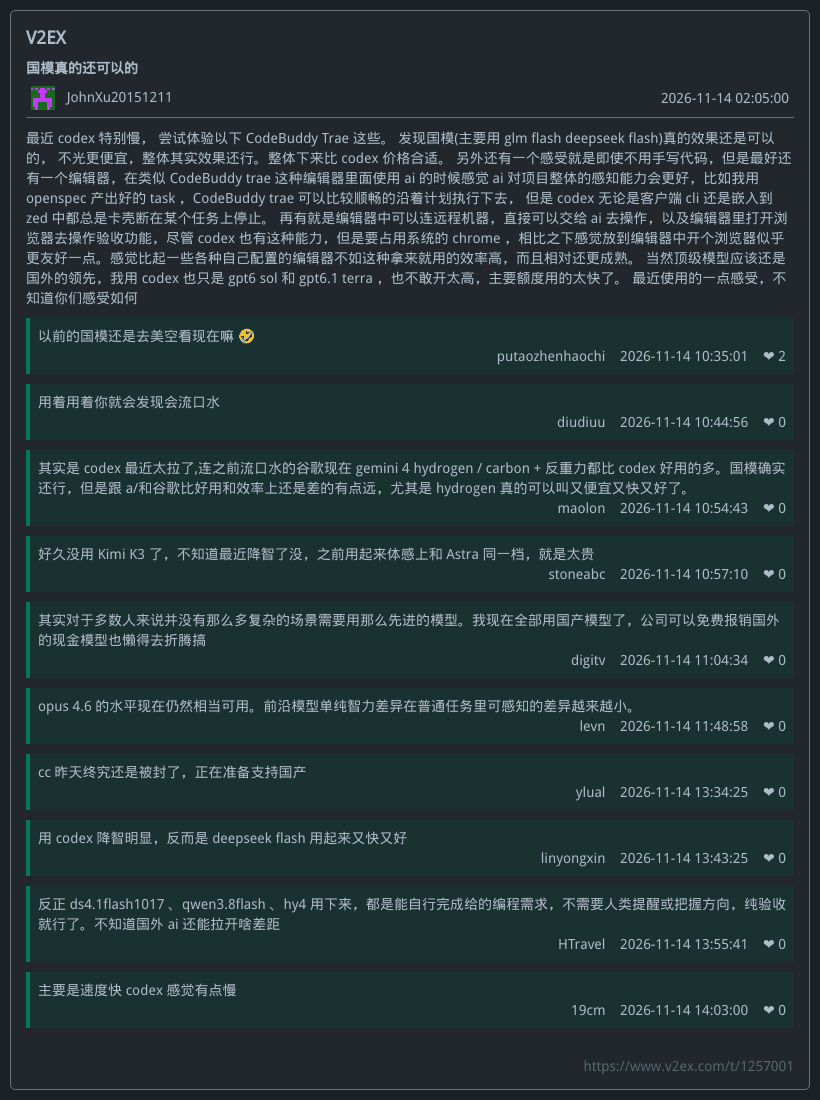 V2EX
国模真的还可以的
JohnXu20151211
2026-11-14 02:05:00
最近 codex 特别慢， 尝试体验以下 CodeBuddy Trae 这些。 发现国模(主要用 glm flash deepseek flash)真的效果还是可以
的， 不光更便宜，整体其实效果还行。整体下来比 codex 价格合适。 另外还有一个感受就是即使不用手写代码，但是最好还
有一个编辑器，在类似 CodeBuddy trae 这种编辑器里面使用 ai 的时候感觉 ai 对项目整体的感知能力会更好，比如我用
openspec 产出好的 task ，CodeBuddy trae 可以比较顺畅的沿着计划执行下去， 但是 codex 无论是客户端 cli 还是嵌入到
zed 中都总是卡壳断在某个任务上停止。 再有就是编辑器中可以连远程机器，直接可以交给 ai 去操作，以及编辑器里打开浏
览器去操作验收功能，尽管 codex 也有这种能力，但是要占用系统的 chrome ，相比之下感觉放到编辑器中开个浏览器似乎
更友好一点。感觉比起一些各种自己配置的编辑器不如这种拿来就用的效率高，而且相对还更成熟。 当然顶级模型应该还是
国外的领先，我用 codex 也只是 gpt6 sol 和 gpt6.1 terra ，也不敢开太高，主要额度用的太快了。 最近使用的一点感受，不
知道你们感受如何
以前的国模还是去美空看现在嘛 🤣
putaozhenhaochi 2026-11-14 10:35:01 ❤ 2
用着用着你就会发现会流口水
diudiuu 2026-11-14 10:44:56 ❤ 0
其实是 codex 最近太拉了,连之前流口水的谷歌现在 gemini 4 hydrogen / carbon + 反重力都比 codex 好用的多。国模确实
还行，但是跟 a/和谷歌比好用和效率上还是差的有点远，尤其是 hydrogen 真的可以叫又便宜又快又好了。
maolon 2026-11-14 10:54:43 ❤ 0
好久没用 Kimi K3 了，不知道最近降智了没，之前用起来体感上和 Astra 同一档，就是太贵
stoneabc 2026-11-14 10:57:10 ❤ 0
其实对于多数人来说并没有那么多复杂的场景需要用那么先进的模型。我现在全部用国产模型了，公司可以免费报销国外
的现金模型也懒得去折腾搞
digitv 2026-11-14 11:04:34 ❤ 0
opus 4.6 的水平现在仍然相当可用。前沿模型单纯智力差异在普通任务里可感知的差异越来越小。
levn 2026-11-14 11:48:58 ❤ 0
cc 昨天终究还是被封了，正在准备支持国产
ylual 2026-11-14 13:34:25 ❤ 0
用 codex 降智明显，反而是 deepseek flash 用起来又快又好
linyongxin 2026-11-14 13:43:25 ❤ 0
反正 ds4.1flash1017 、qwen3.8flash 、hy4 用下来，都是能自行完成给的编程需求，不需要人类提醒或把握方向，纯验收
就行了。不知道国外 ai 还能拉开啥差距
HTravel 2026-11-14 13:55:41 ❤ 0
主要是速度快 codex 感觉有点慢
19cm 2026-11-14 14:03:00 ❤ 0
https://www.v2ex.com/t/1257001